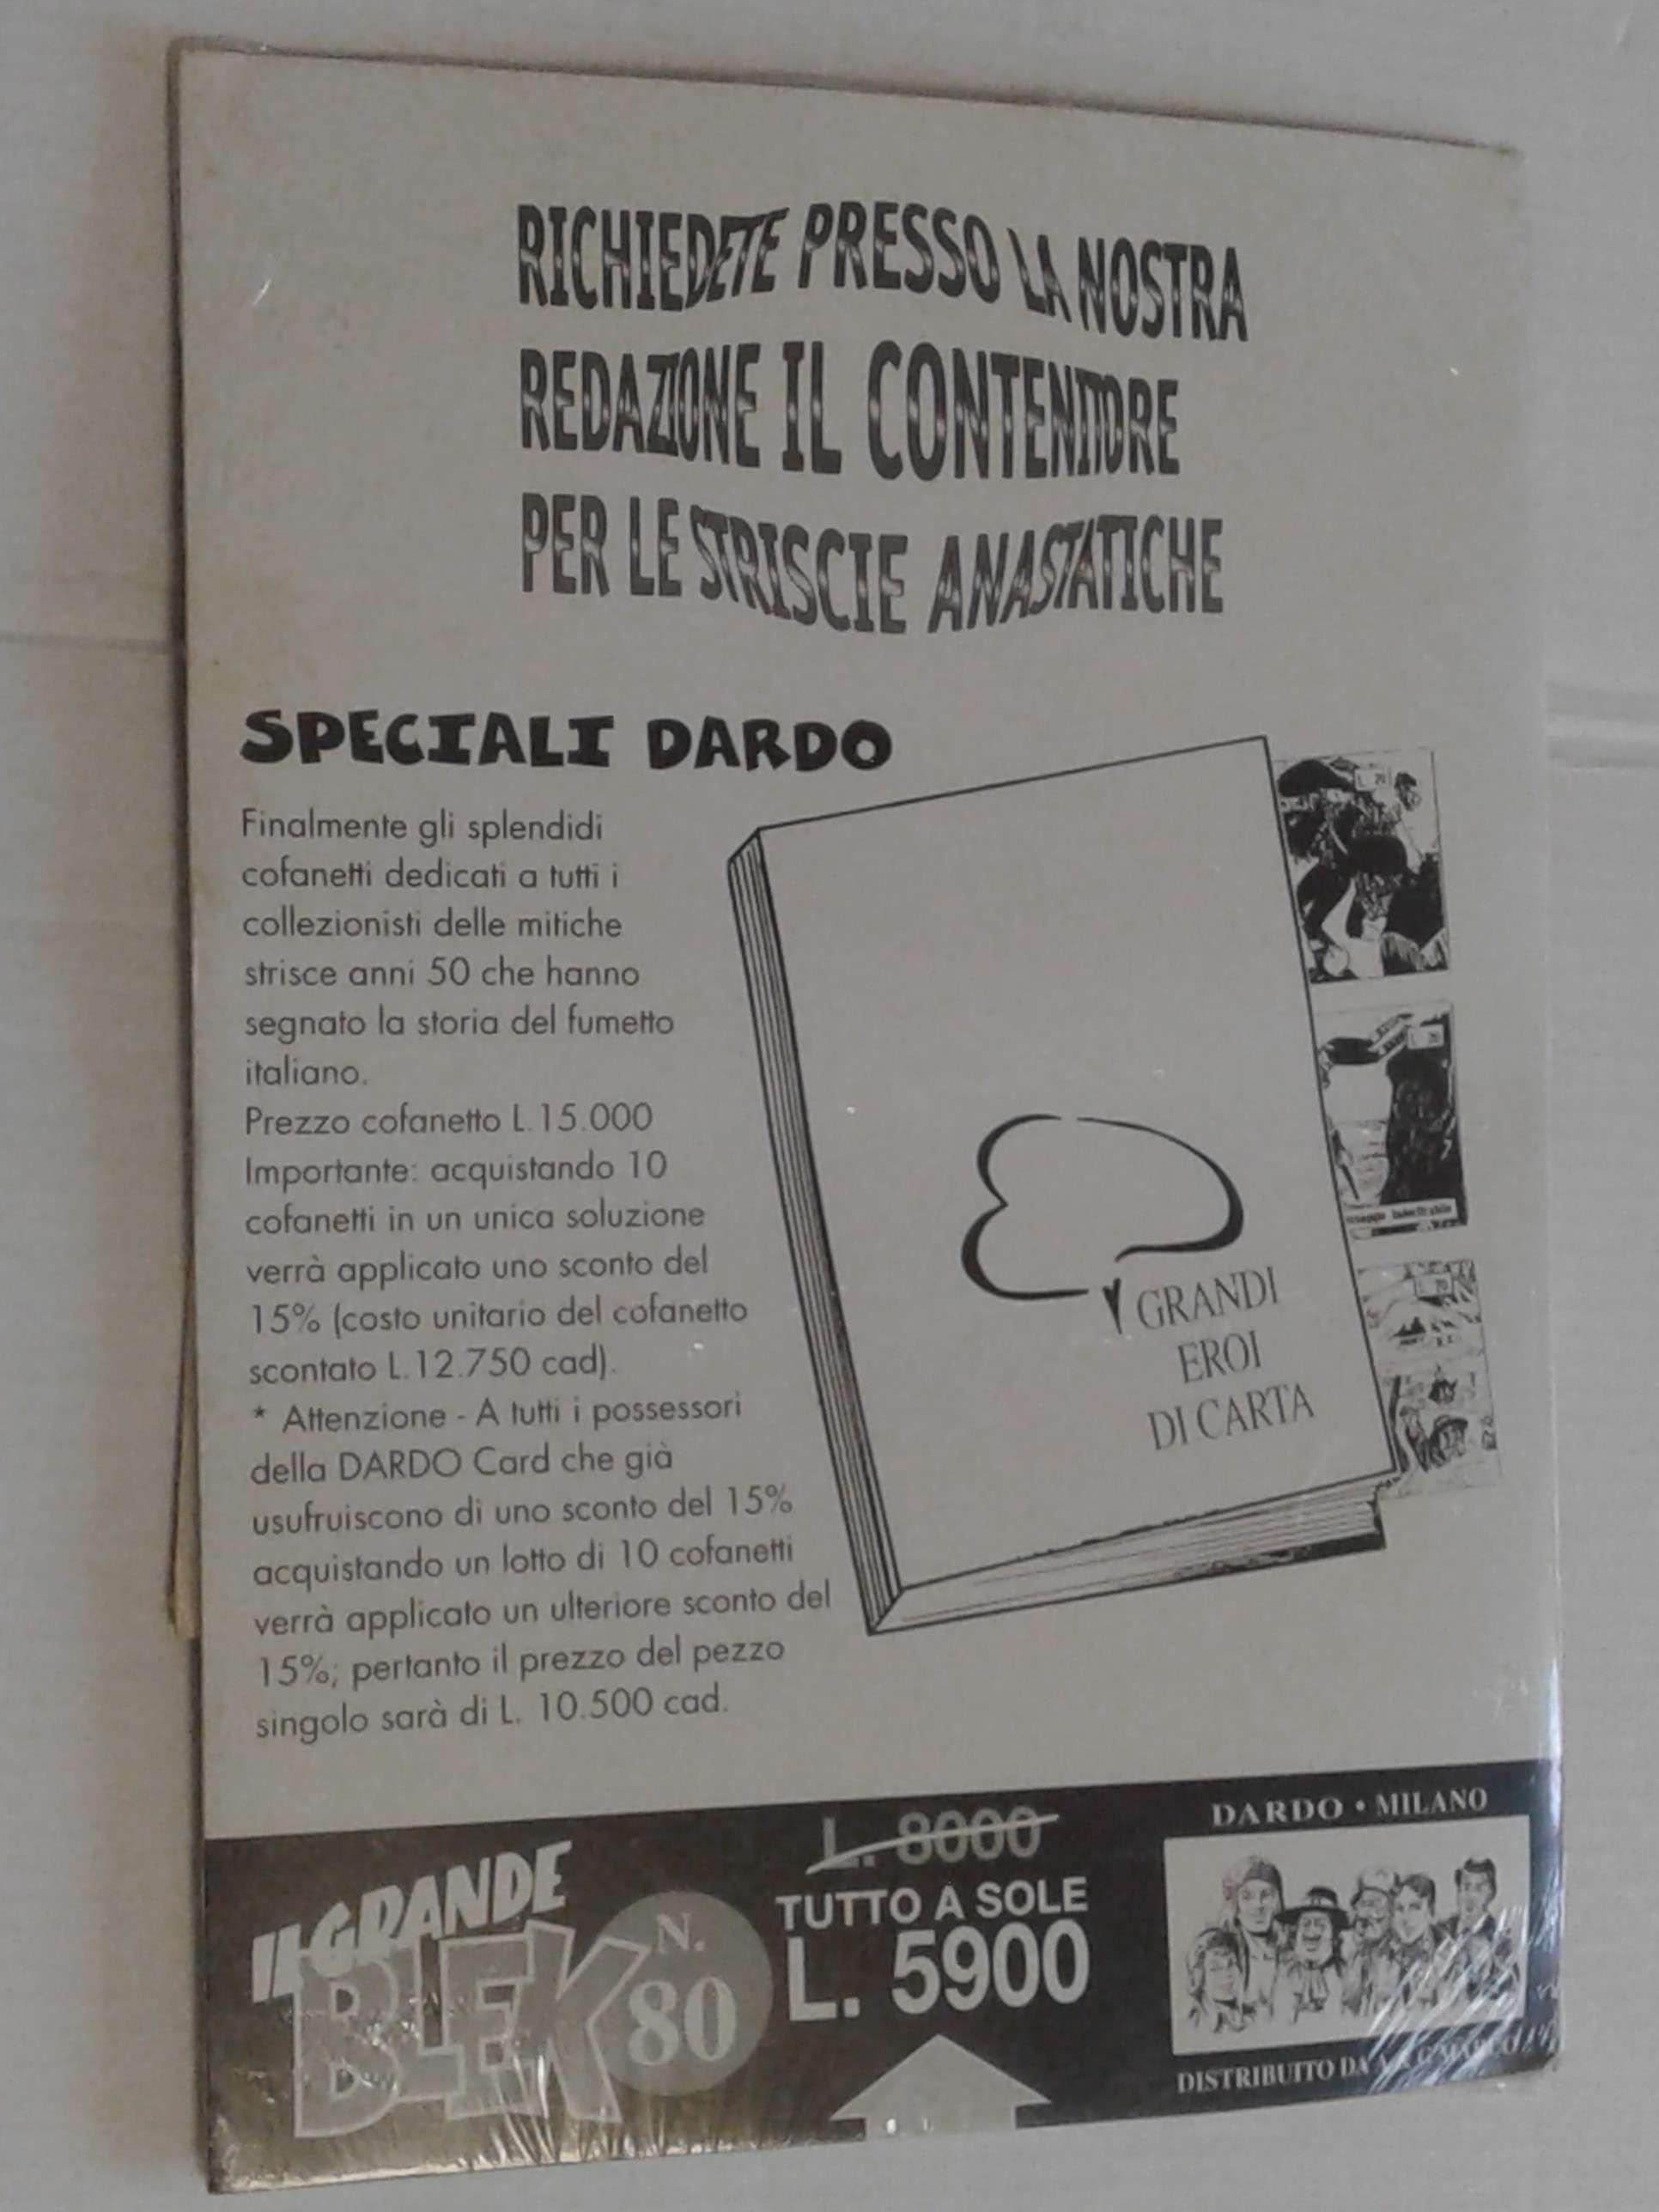 RICHIEDETE PRESSO LA NOSTRA
REDAZIONE IL CONTENITORE
PER LE STRISCIE ANASTATICHE
SPECIALI DARDO
Finalmente gli splendidi
cofanetti dedicati a tutti i
collezionisti delle mitiche
strisce anni 50 che hanno
segnato la storia del fumetto
italiano.
Prezzo cofanetto L.15.000
Importante: acquistando 10
cofanetti in un unica soluzione
verrà applicato uno sconto del
15% (costo unitario del cofanetto
scontato L.12.750 cad).
* Attenzione - A tutti i possessori
della DARDO Card che già
usufruiscono di uno sconto del 15%
acquistando un lotto di 10 cofanetti
verrà applicato un ulteriore sconto del
15%; pertanto il prezzo del pezzo
singolo sarà di L. 10.500 cad.
I GRANDI
EROI
DI CARTA
IL GRANDE
BLEK
N.
80
L. 8000
TUTTO A SOLE
L. 5900
DARDO • MILANO
DISTRIBUITO DA